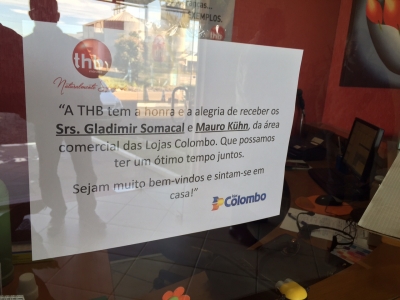 thb
Naturalmente
"A THB tem a honra e a alegria de receber os
Srs. Gladimir Somacal e Mauro Kühn, da área
comercial das Lojas Colombo. Que possamos
ter um ótimo tempo juntos.
Sejam muito bem-vindos e sintam-se em
casa!"
Colombo